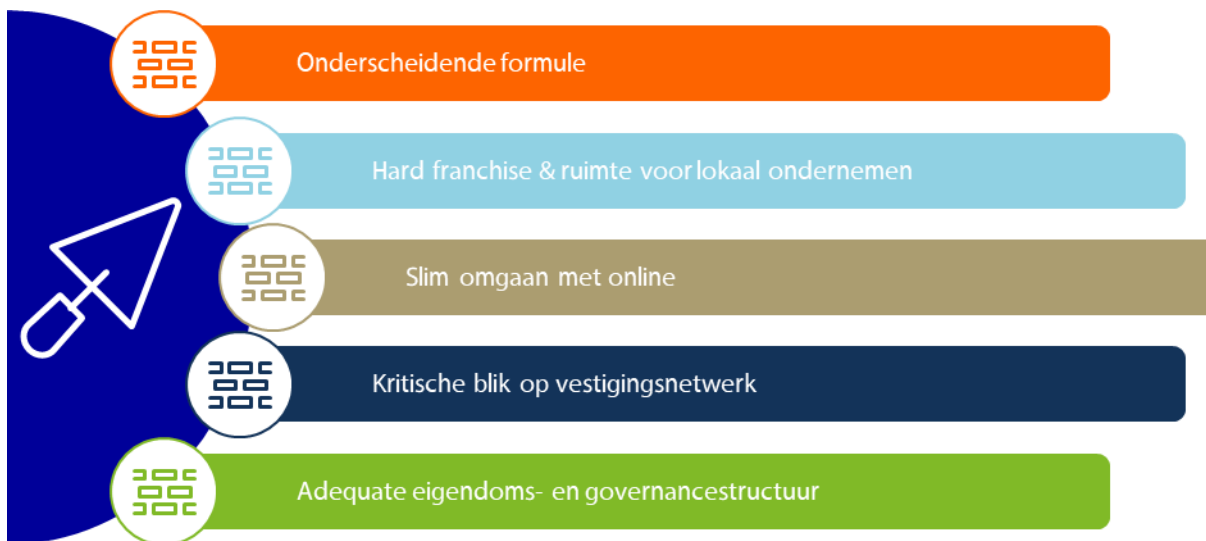 Onderscheidende formule
Hard franchise & ruimte voor lokaal ondernemen
Slim omgaan met online
Kritische blik op vestigingsnetwerk
Adequate eigendoms- en governancestructuur